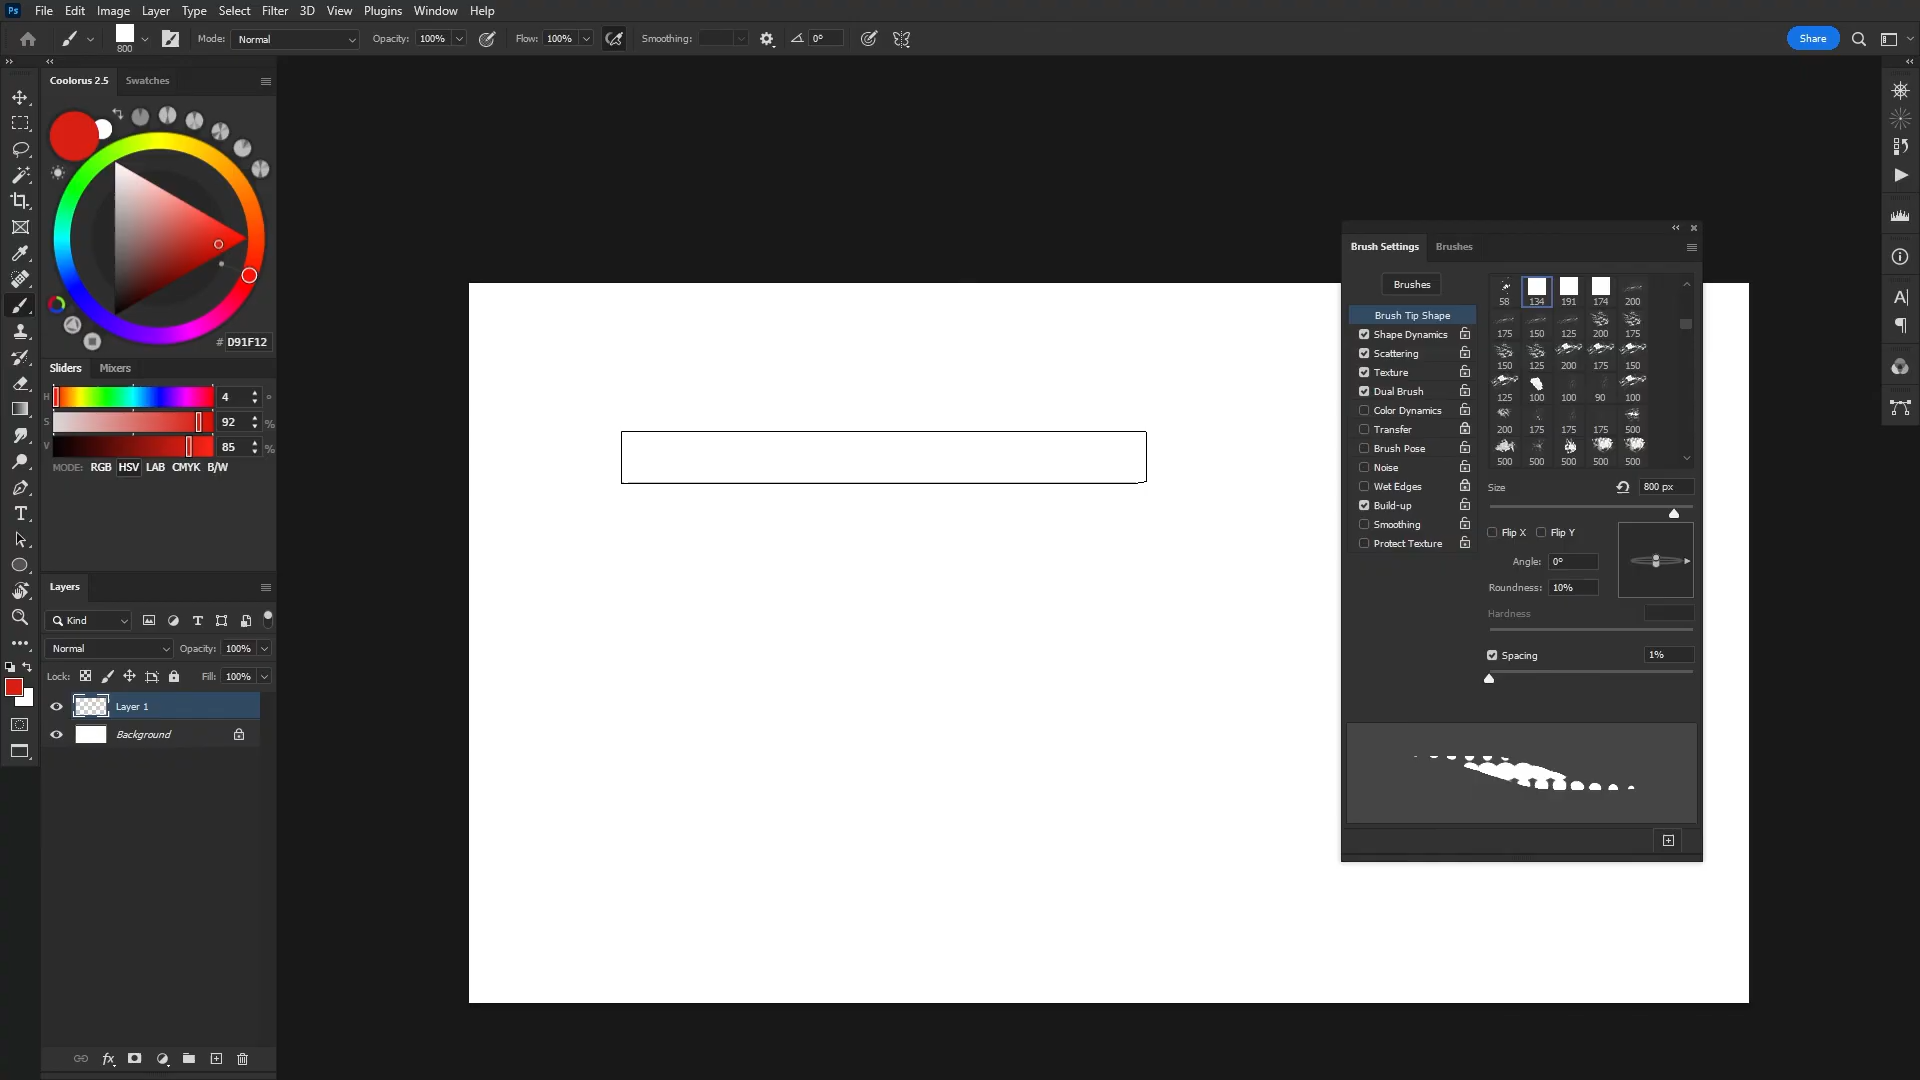 Ps File Edit Image Layer Type Select Filter 3D View Plugins Window Help
800 Mode: Normal Opacity: 100% Flow: 100% Smoothing: 0° Share
Coolorus 2.5 Swatches
# D91F12
Sliders Mixers
H 4 °
S 92 %
V 85 %
MODE: RGB HSV LAB CMYK B/W
Layers
Kind
Normal Opacity: 100%
Lock: Fill: 100%
Layer 1
Background
Brush Settings Brushes
Brushes
Brush Tip Shape
Shape Dynamics
Scattering
Texture
Dual Brush
Color Dynamics
Transfer
Brush Pose
Noise
Wet Edges
Build-up
Smoothing
Protect Texture
58 134 191 174 200
175 150 125 200 175
150 125 200 175 150
125 100 100 90 100
200 175 175 175 500
500 500 500 500 500
Size 800 px
Flip X Flip Y
Angle: 0°
Roundness: 10%
Hardness
Spacing 1%